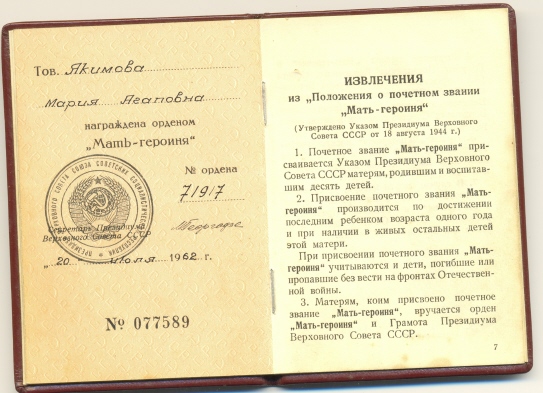 Тов. Якимова
Мария Агаповна
награждена орденом
„Мать-героиня“
№ ордена
71917
Секретарь Президиума
Верховного Совета СССР
„20“ июля 1962 г.
№ 077589
ИЗВЛЕЧЕНИЯ
из „Положения о почетном звании
„Мать-героиня“
(Утверждено Указом Президиума Верховного
Совета СССР от 18 августа 1944 г.)
1. Почетное звание „Мать-героиня“ при-
сваивается Указом Президиума Верховного
Совета СССР матерям, родившим и воспитав-
шим десять детей.
2. Присвоение почетного звания „Мать-
героиня“ производится по достижении
последним ребенком возраста одного года
и при наличии в живых остальных детей
этой матери.
При присвоении почетного звания „Мать-
героиня“ учитываются и дети, погибшие или
пропавшие без вести на фронтах Отечествен-
ной войны.
3. Матерям, коим присвоено почетное
звание „Мать-героиня“, вручается орден
„Мать-героиня“ и Грамота Президиума
Верховного Совета СССР.
7